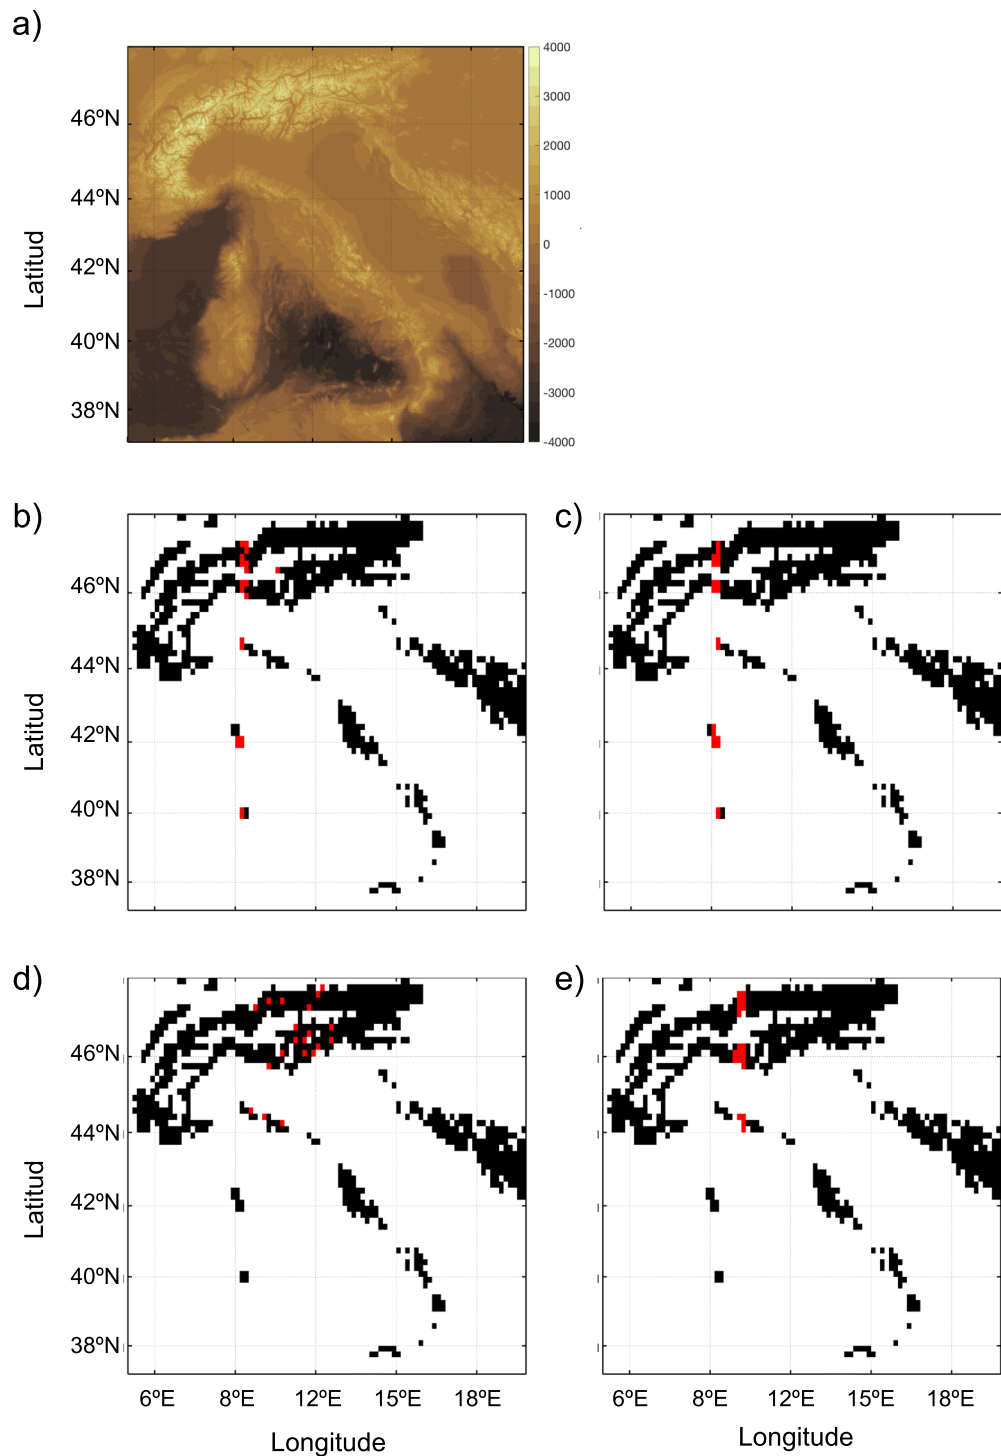 a)
4000
3000
2000
1000
0
-1000
-2000
-3000
-4000
46ºN
44ºN
42ºN
40ºN
38ºN
Latitud
b)
c)
46ºN
44ºN
42ºN
40ºN
38ºN
Latitud
d)
e)
46ºN
44ºN
42ºN
40ºN
38ºN
Latitud
6ºE 8ºE 12ºE 15ºE 18ºE
6ºE 8ºE 12ºE 15ºE 18ºE
Longitude
Longitude